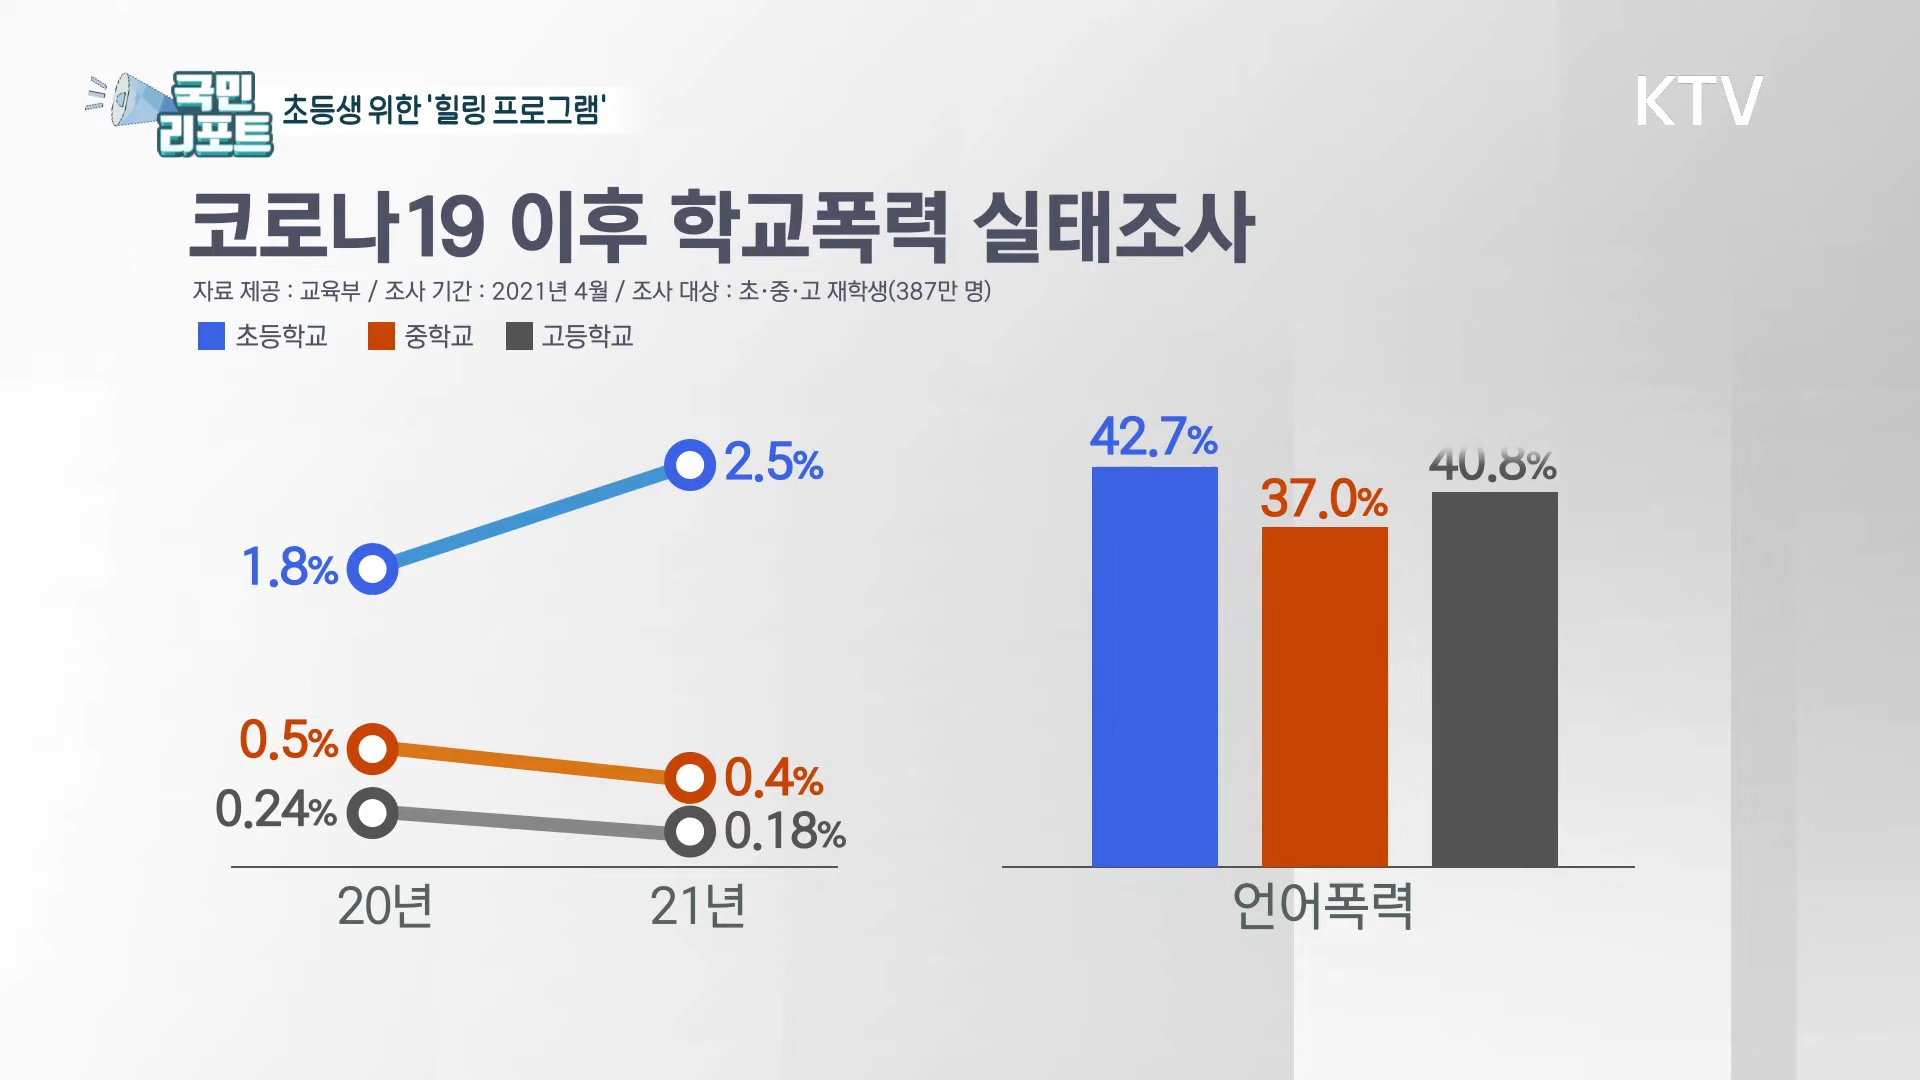 국민
리포트
초등생 위한 '힐링 프로그램'
KTV
코로나19 이후 학교폭력 실태조사
자료 제공 : 교육부 / 조사 기간 : 2021년 4월 / 조사 대상 : 초·중·고 재학생(387만 명)
초등학교 중학교 고등학교
2.5%
1.8%
0.5%
0.4%
0.24%
0.18%
20년 21년
42.7%
37.0%
40.8%
언어폭력